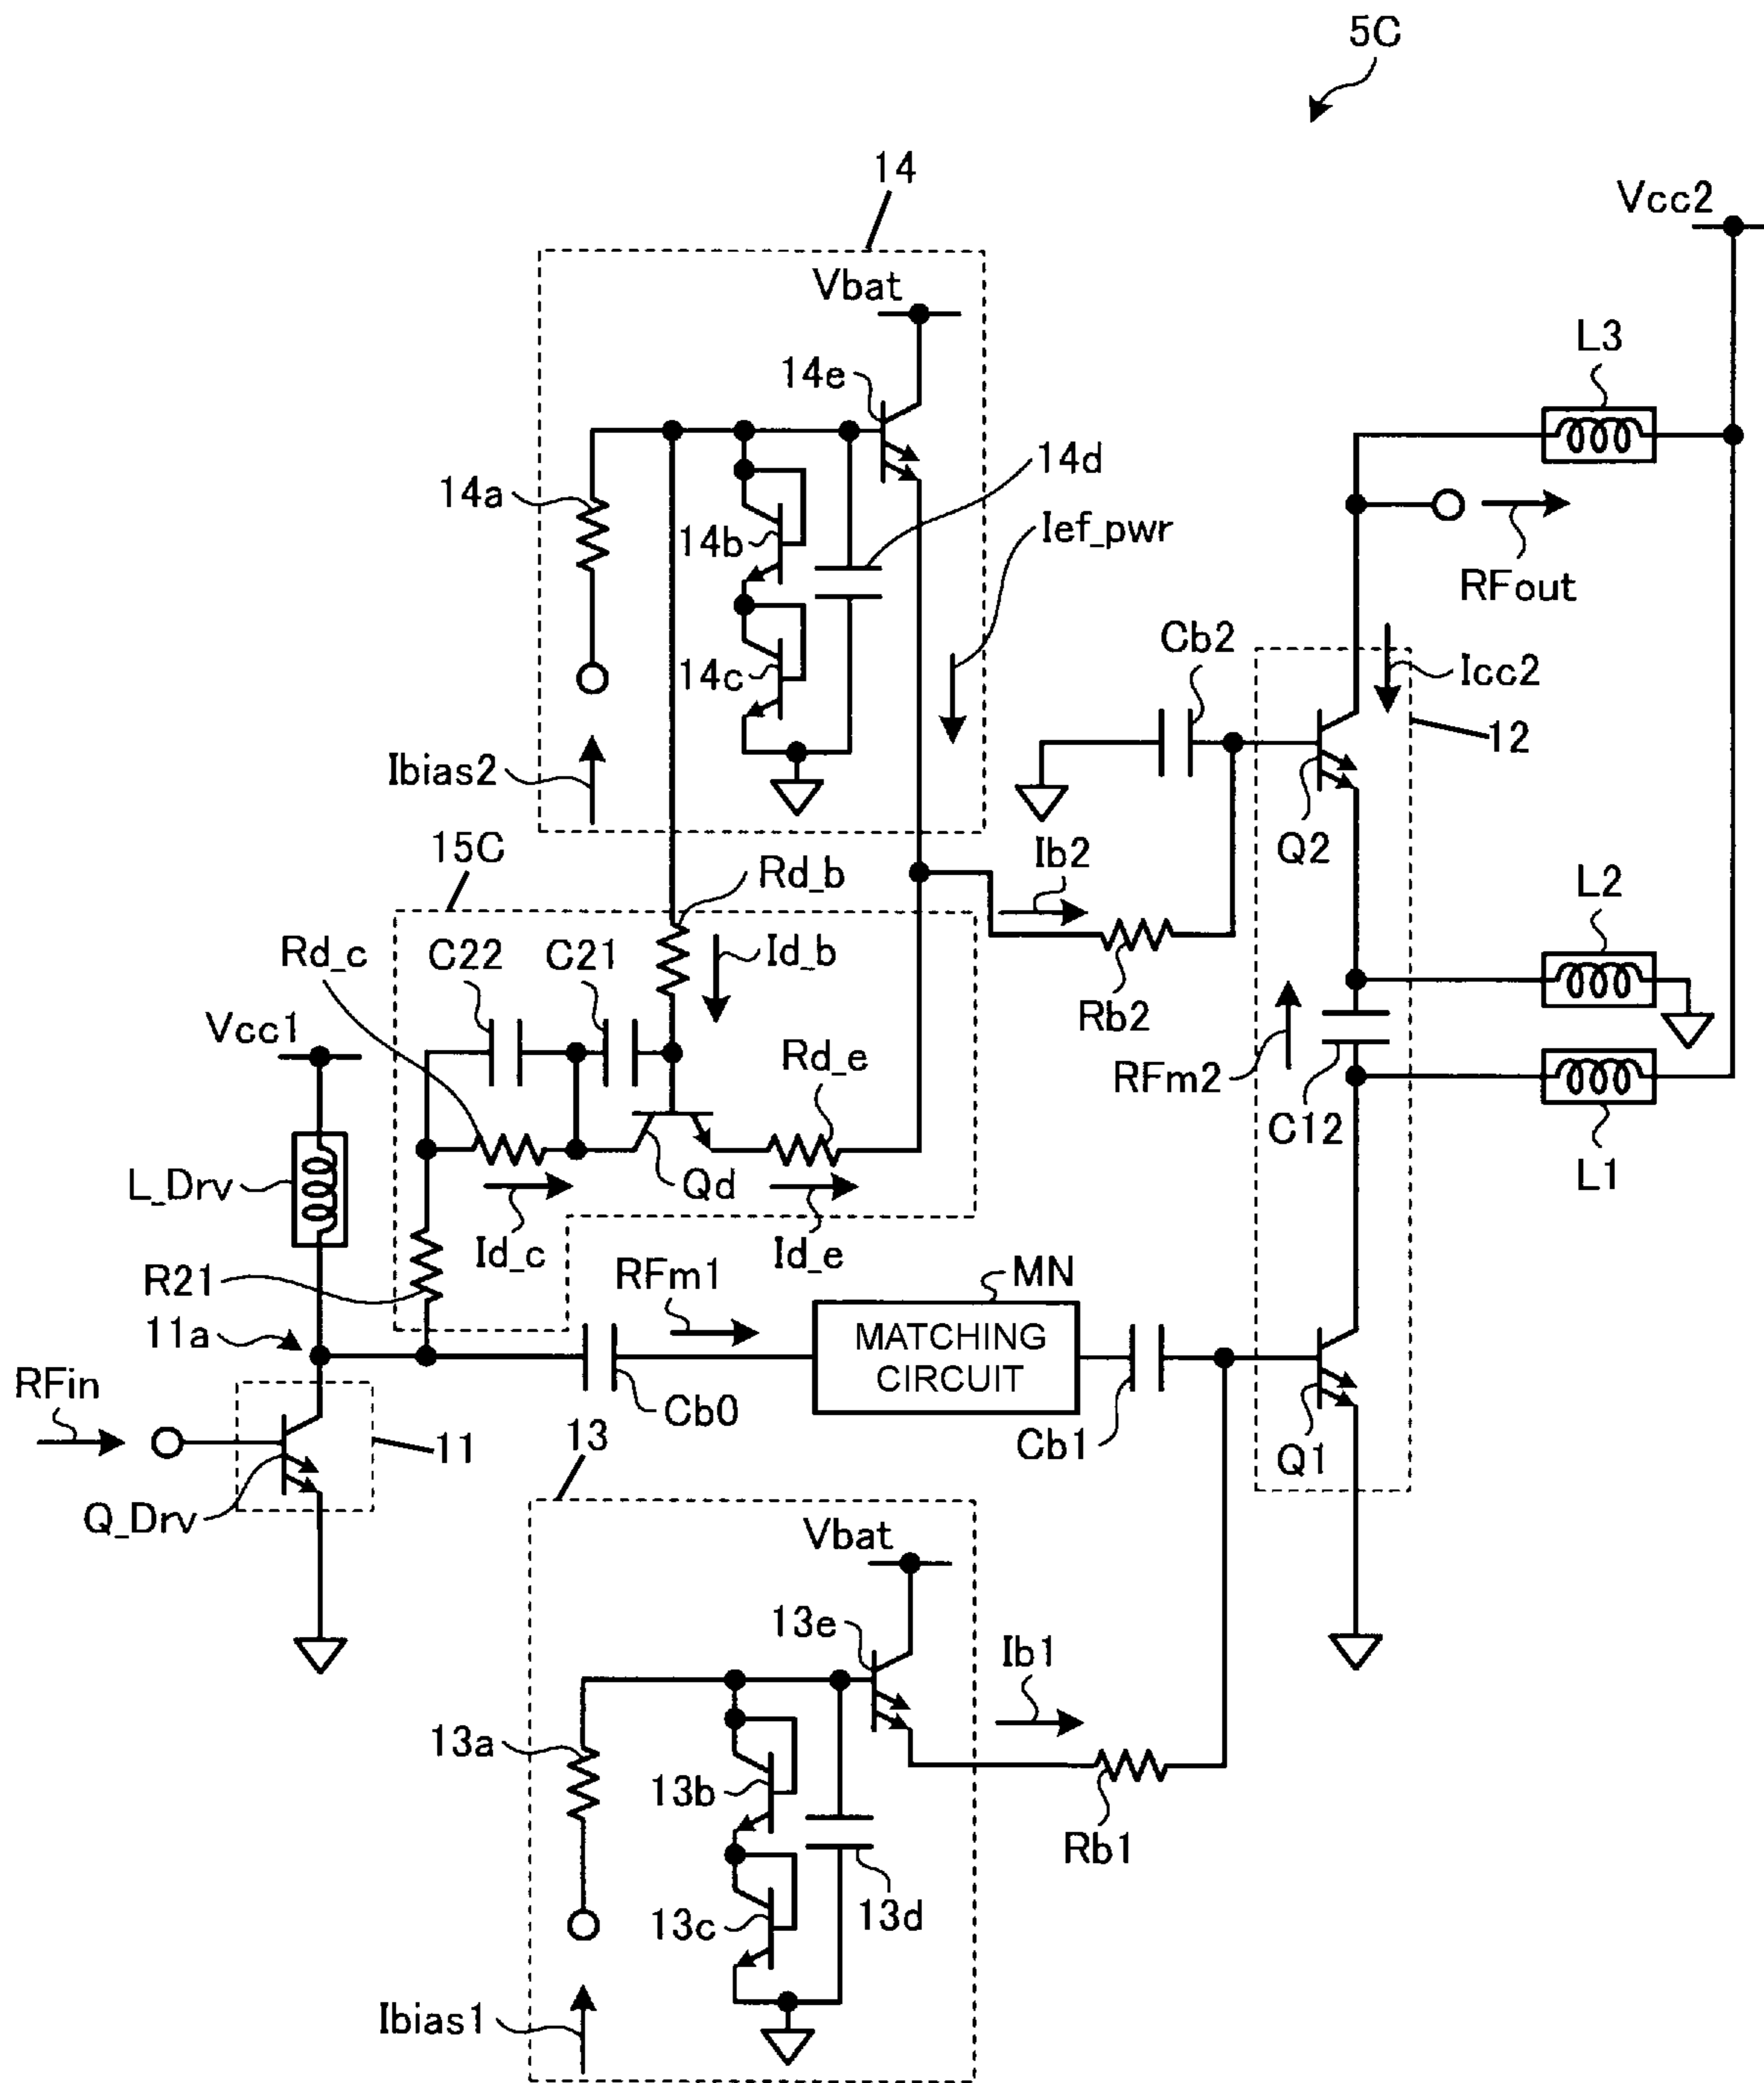 5C
14
Vcc2
Vbat
L3
14e
14d
14a
Ief_pwr
14b
RFout
Cb2
14c
Icc2
12
Ibias2
15C
Q2
Ib2
Rd_b
L2
Rd_c
C22
C21
Id_b
Rb2
Vcc1
Rd_e
RFm2
C12
L1
L_Drv
Qd
Id_c
Id_e
R21
RFm1
MN
11a
MATCHING
CIRCUIT
RFin
Cb0
13
11
Cb1
Q1
Q_Drv
Vbat
13e
Ib1
13a
13b
Rb1
13c
13d
Ibias1